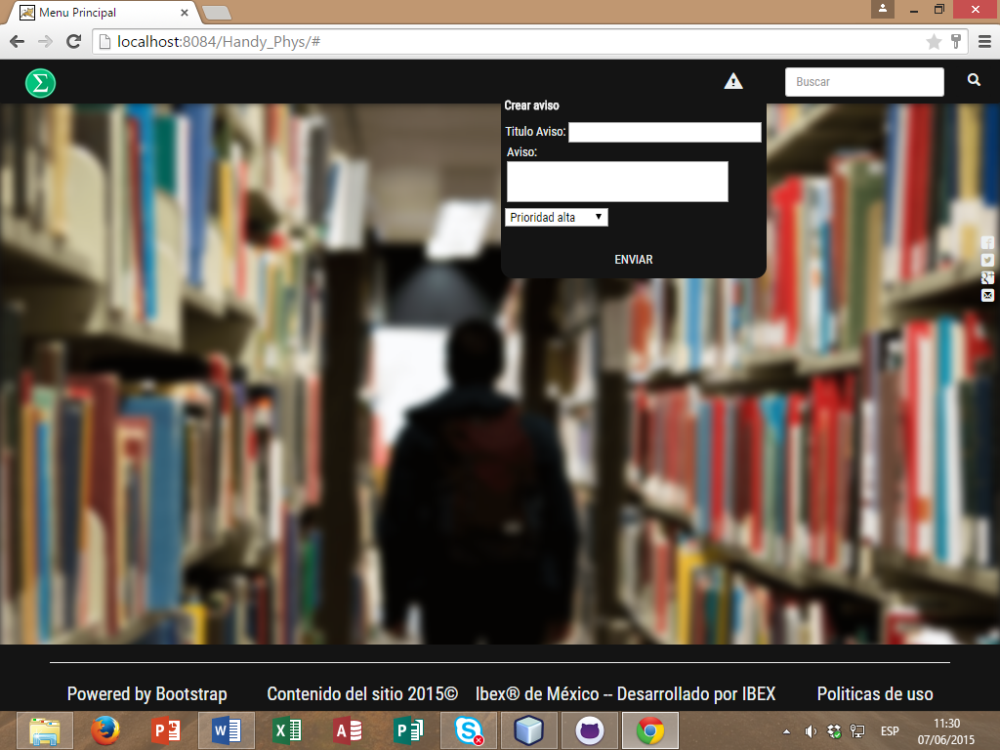 Menu Principal
localhost:8084/Handy_Phys/#
Σ
Buscar
Crear aviso
Titulo Aviso:
Aviso:
Prioridad alta
ENVIAR
Powered by Bootstrap Contenido del sitio 2015© Ibex® de México -- Desarrollado por IBEX Politicas de uso
ESP
11:30
07/06/2015